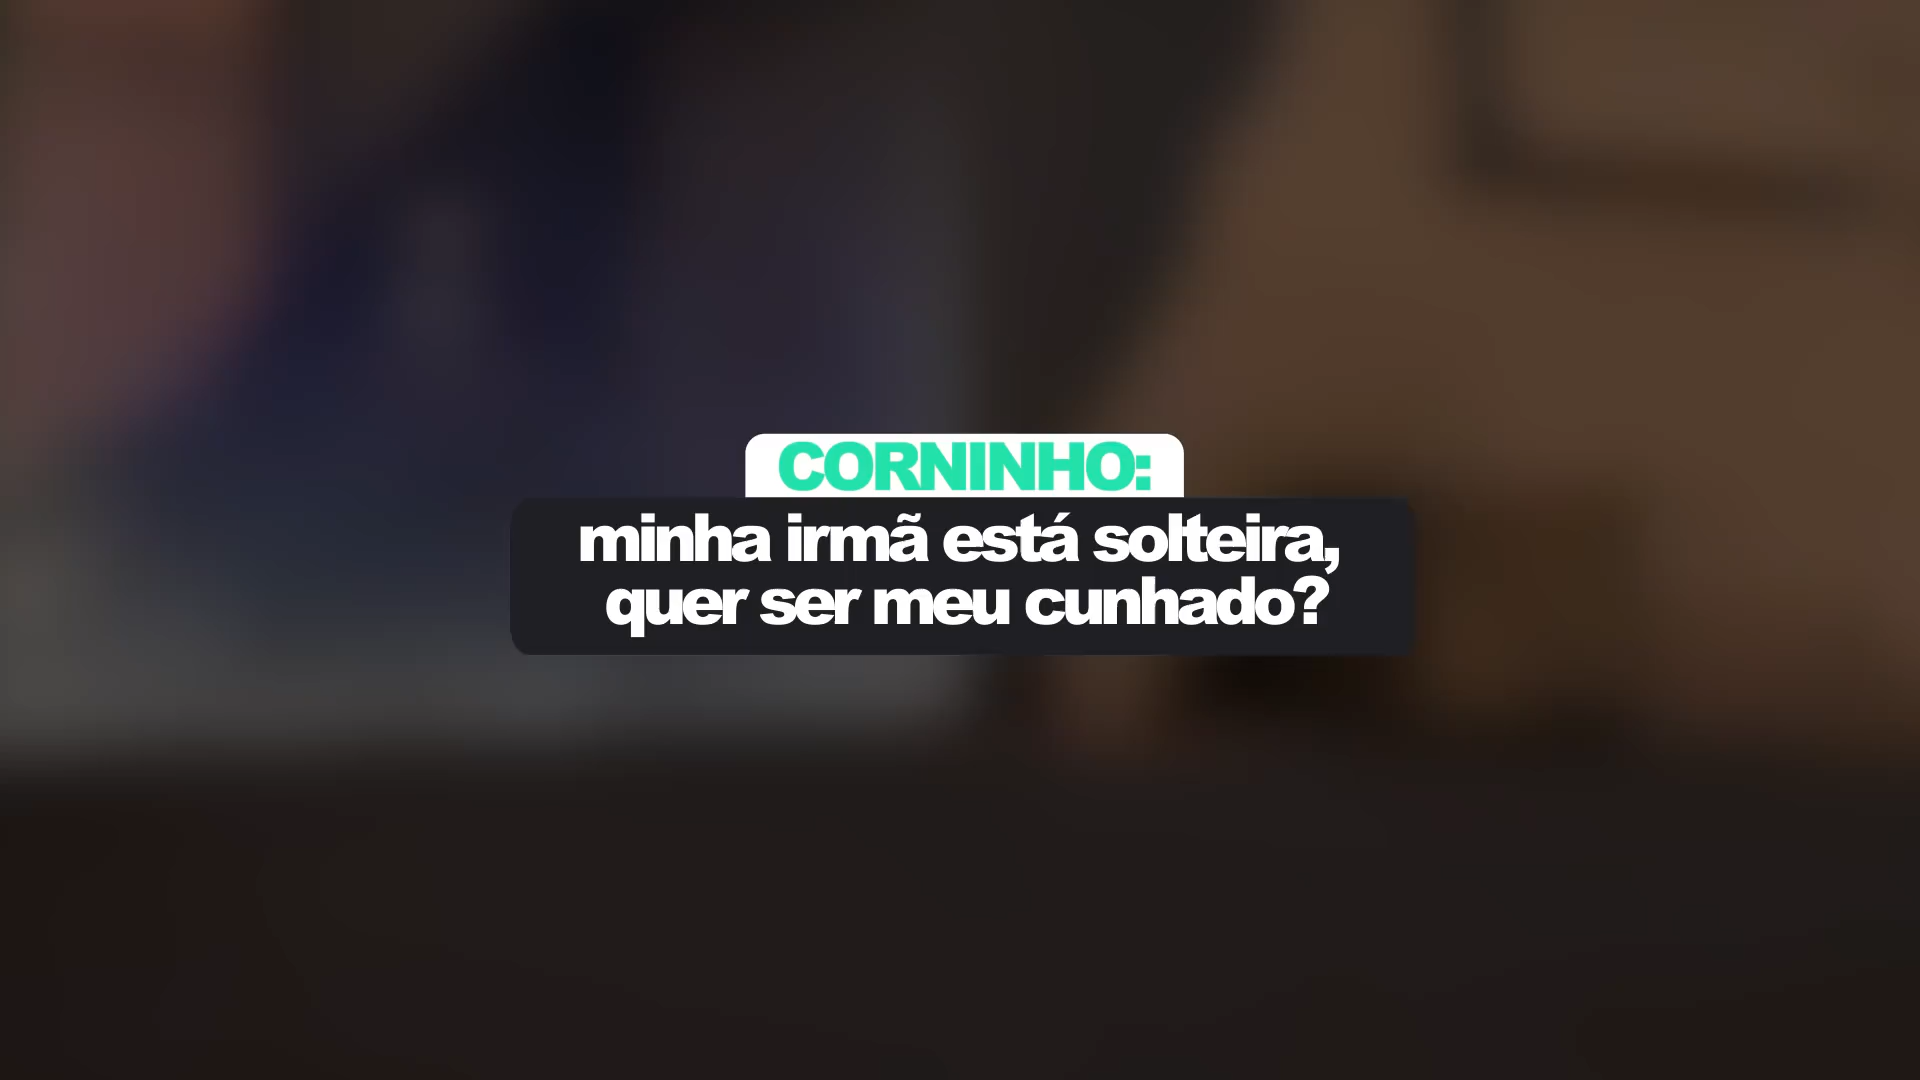 CORNINHO:
minha irmã está solteira,
quer ser meu cunhado?